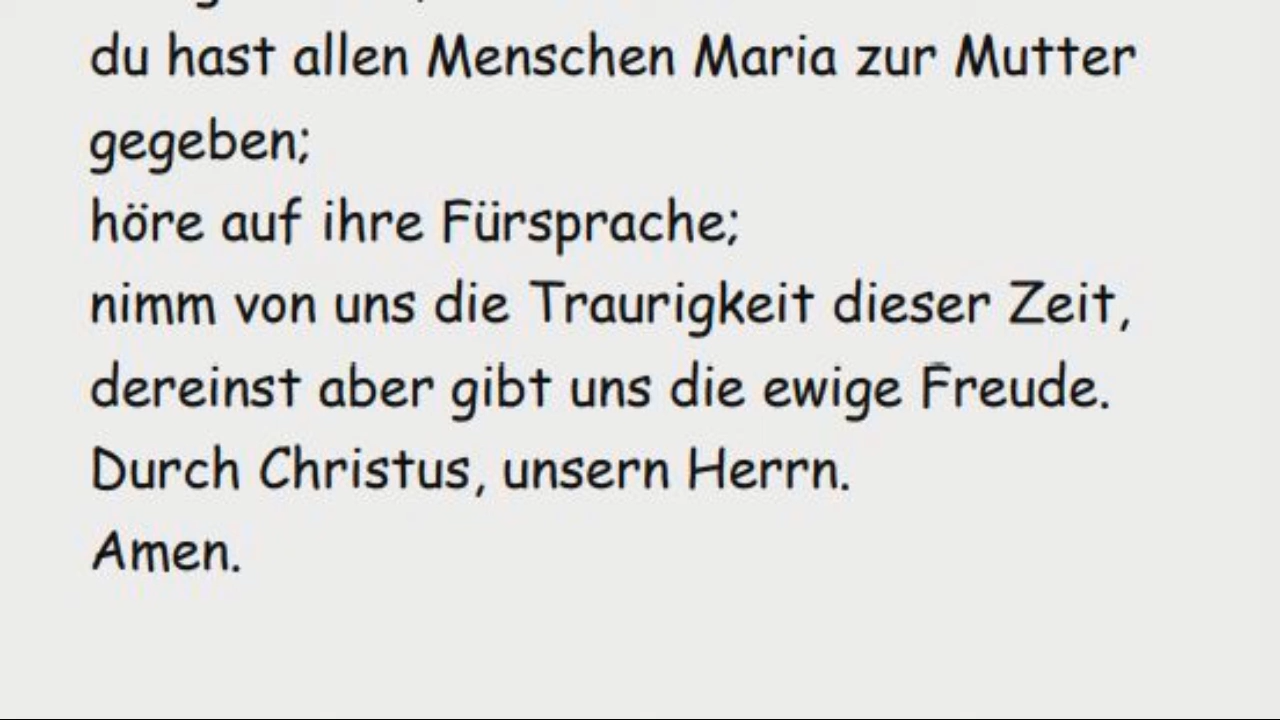 du hast allen Menschen Maria zur Mutter
gegeben;
höre auf ihre Fürsprache;
nimm von uns die Traurigkeit dieser Zeit,
dereinst aber gibt uns die ewige Freude.
Durch Christus, unsern Herrn.
Amen.